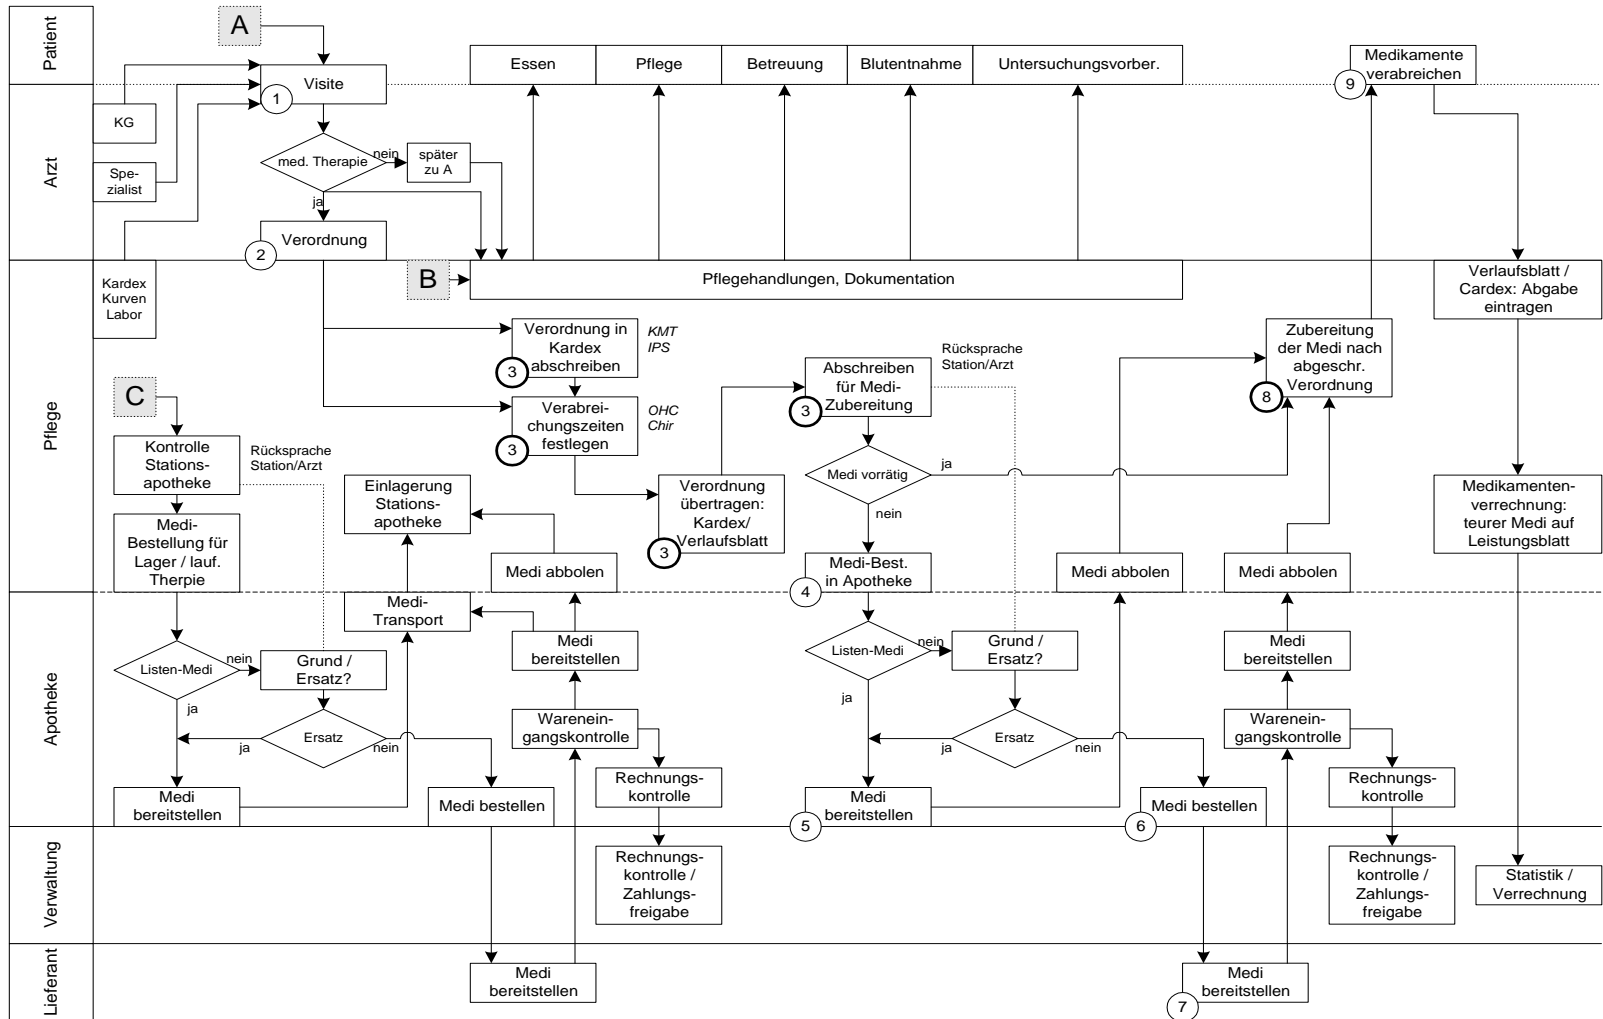 Patient
A
Visite
1
Essen
Pflege
Betreuung
Blutentnahme
Untersuchungsvorber.
Medikamente
verabreichen
9
Arzt
KG
Spe-
zialist
med. Therapie
nein
später
zu A
ja
Verordnung
2
Pflege
Kardex
Kurven
Labor
B
Pflegehandlungen, Dokumentation
Verlaufsblatt /
Cardex: Abgabe
eintragen
Verordnung in
Kardex
abschreiben
3
KMT
IPS
Verabrei-
chungszeiten
festlegen
3
OHC
Chir
Verordnung
übertragen:
Kardex/
Verlaufsblatt
3
Abschreiben
für Medi-
Zubereitung
3
Rücksprache
Station/Arzt
Zubereitung
der Medi nach
abgeschr.
Verordnung
8
C
Kontrolle
Stations-
apotheke
Rücksprache
Station/Arzt
Medi-
Bestellung für
Lager / lauf.
Therpie
Einlagerung
Stations-
apotheke
Medi abbolen
Medi vorrätig
ja
nein
Medi-Best.
in Apotheke
4
Medi abbolen
Medi abbolen
Medikamenten-
verrechnung:
teurer Medi auf
Leistungsblatt
Apotheke
Medi-
Transport
Listen-Medi
nein
ja
Grund /
Ersatz?
Ersatz
ja
nein
Medi
bereitstellen
Medi bestellen
Medi
bereitstellen
Warenein-
gangskontrolle
Rechnungs-
kontrolle
Listen-Medi
nein
ja
Grund /
Ersatz?
Ersatz
ja
nein
Medi
bereitstellen
5
Medi bestellen
6
Medi
bereitstellen
Warenein-
gangskontrolle
Rechnungs-
kontrolle
Verwaltung
Rechnungs-
kontrolle /
Zahlungs-
freigabe
Rechnungs-
kontrolle /
Zahlungs-
freigabe
Statistik /
Verrechnung
Lieferant
Medi
bereitstellen
Medi
bereitstellen
7